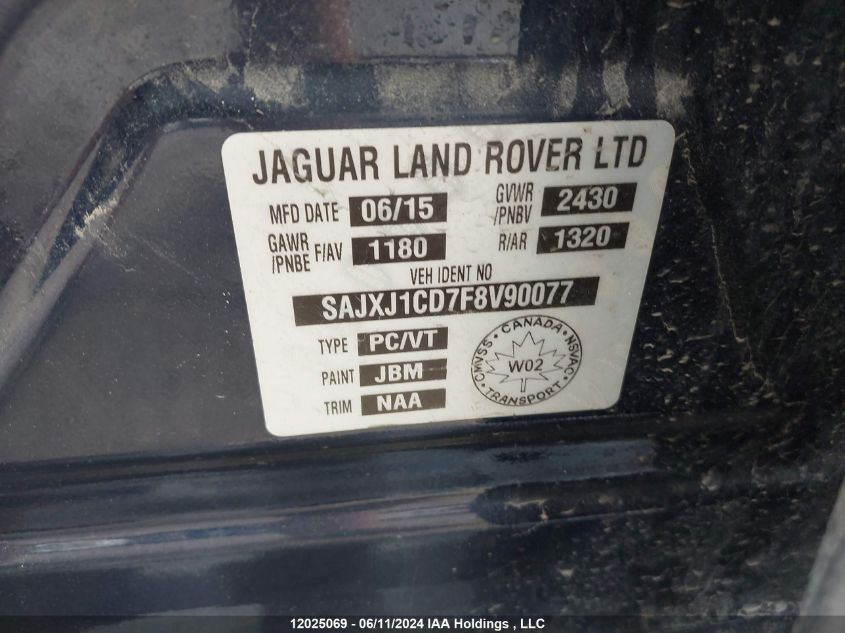 JAGUAR LAND ROVER LTD
MFD DATE 06/15 GVWR /PNBV 2430
GAWR /PNBE F/AV 1180 R/AR 1320
VEH IDENT NO
SAJXJ1CD7F8V90077
TYPE PC/VT
PAINT JBM
TRIM NAA
CANADA
CMVSS NSVAC
W02
TRANSPORT
12025069 - 06/11/2024 IAA Holdings , LLC